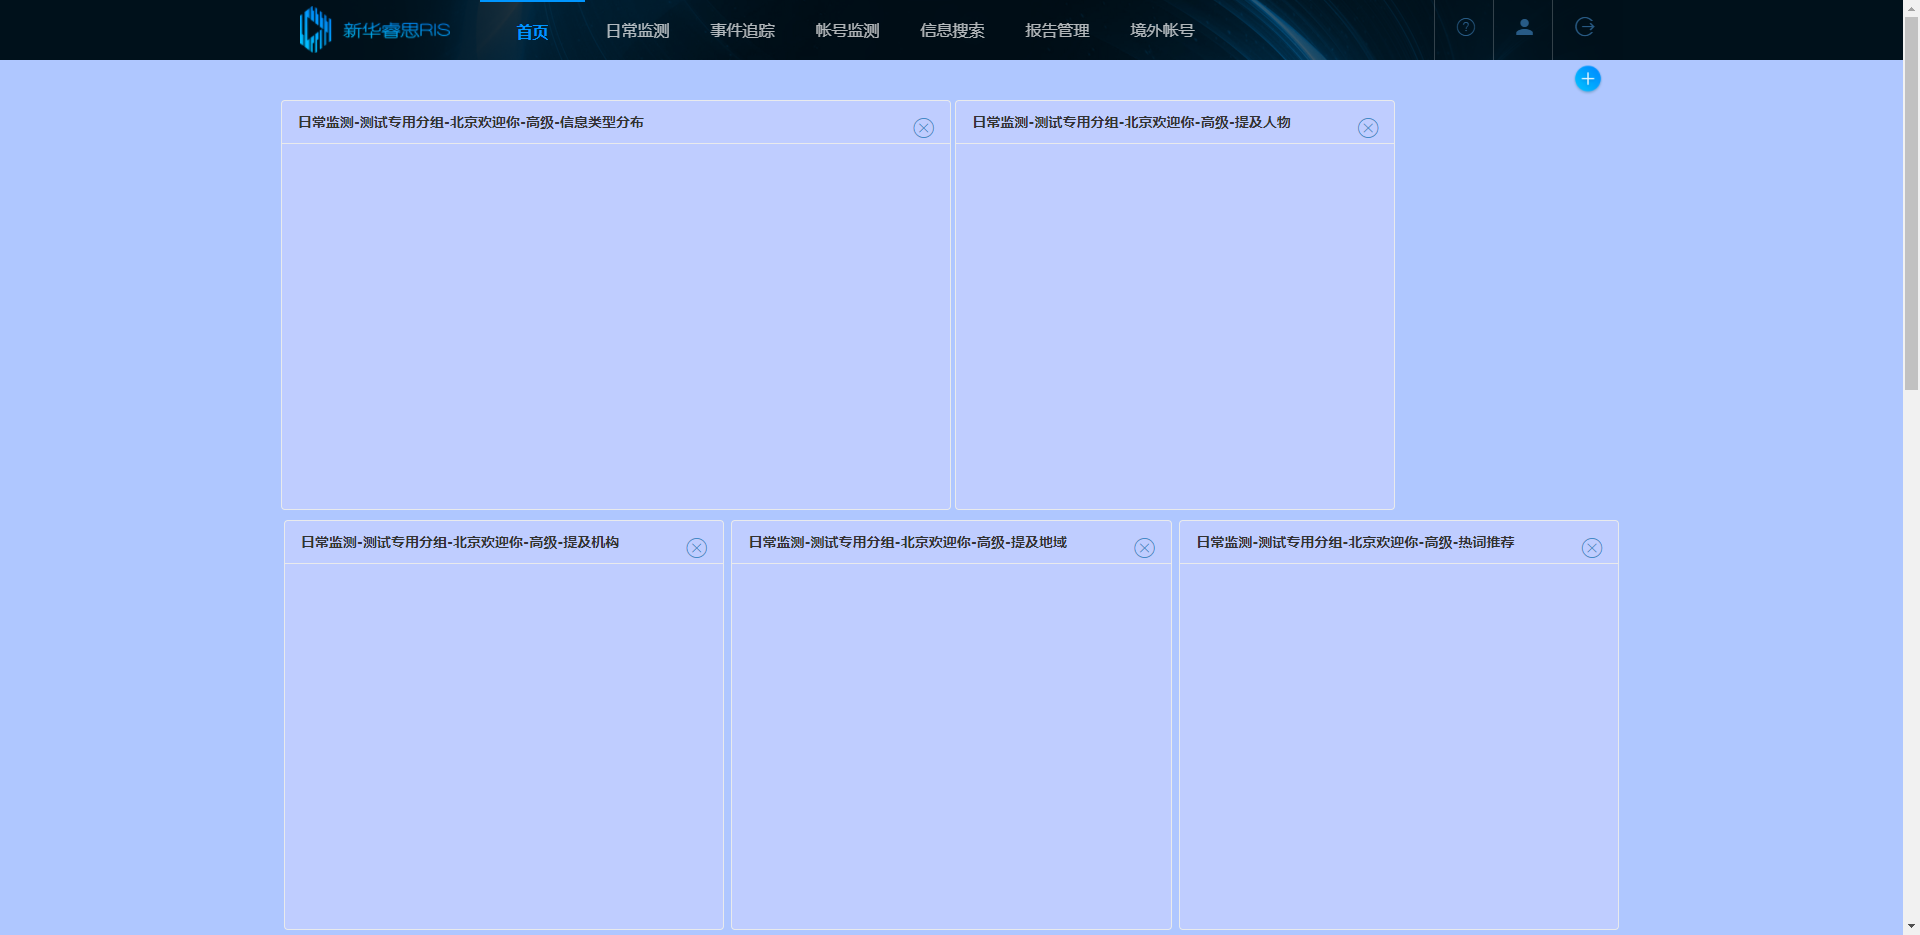 新华睿思RIS
首页 日常监测 事件追踪 帐号监测 信息搜索 报告管理 境外帐号
日常监测-测试专用分组-北京欢迎你-高级-信息类型分布
日常监测-测试专用分组-北京欢迎你-高级-提及人物
日常监测-测试专用分组-北京欢迎你-高级-提及机构
日常监测-测试专用分组-北京欢迎你-高级-提及地域
日常监测-测试专用分组-北京欢迎你-高级-热词推荐